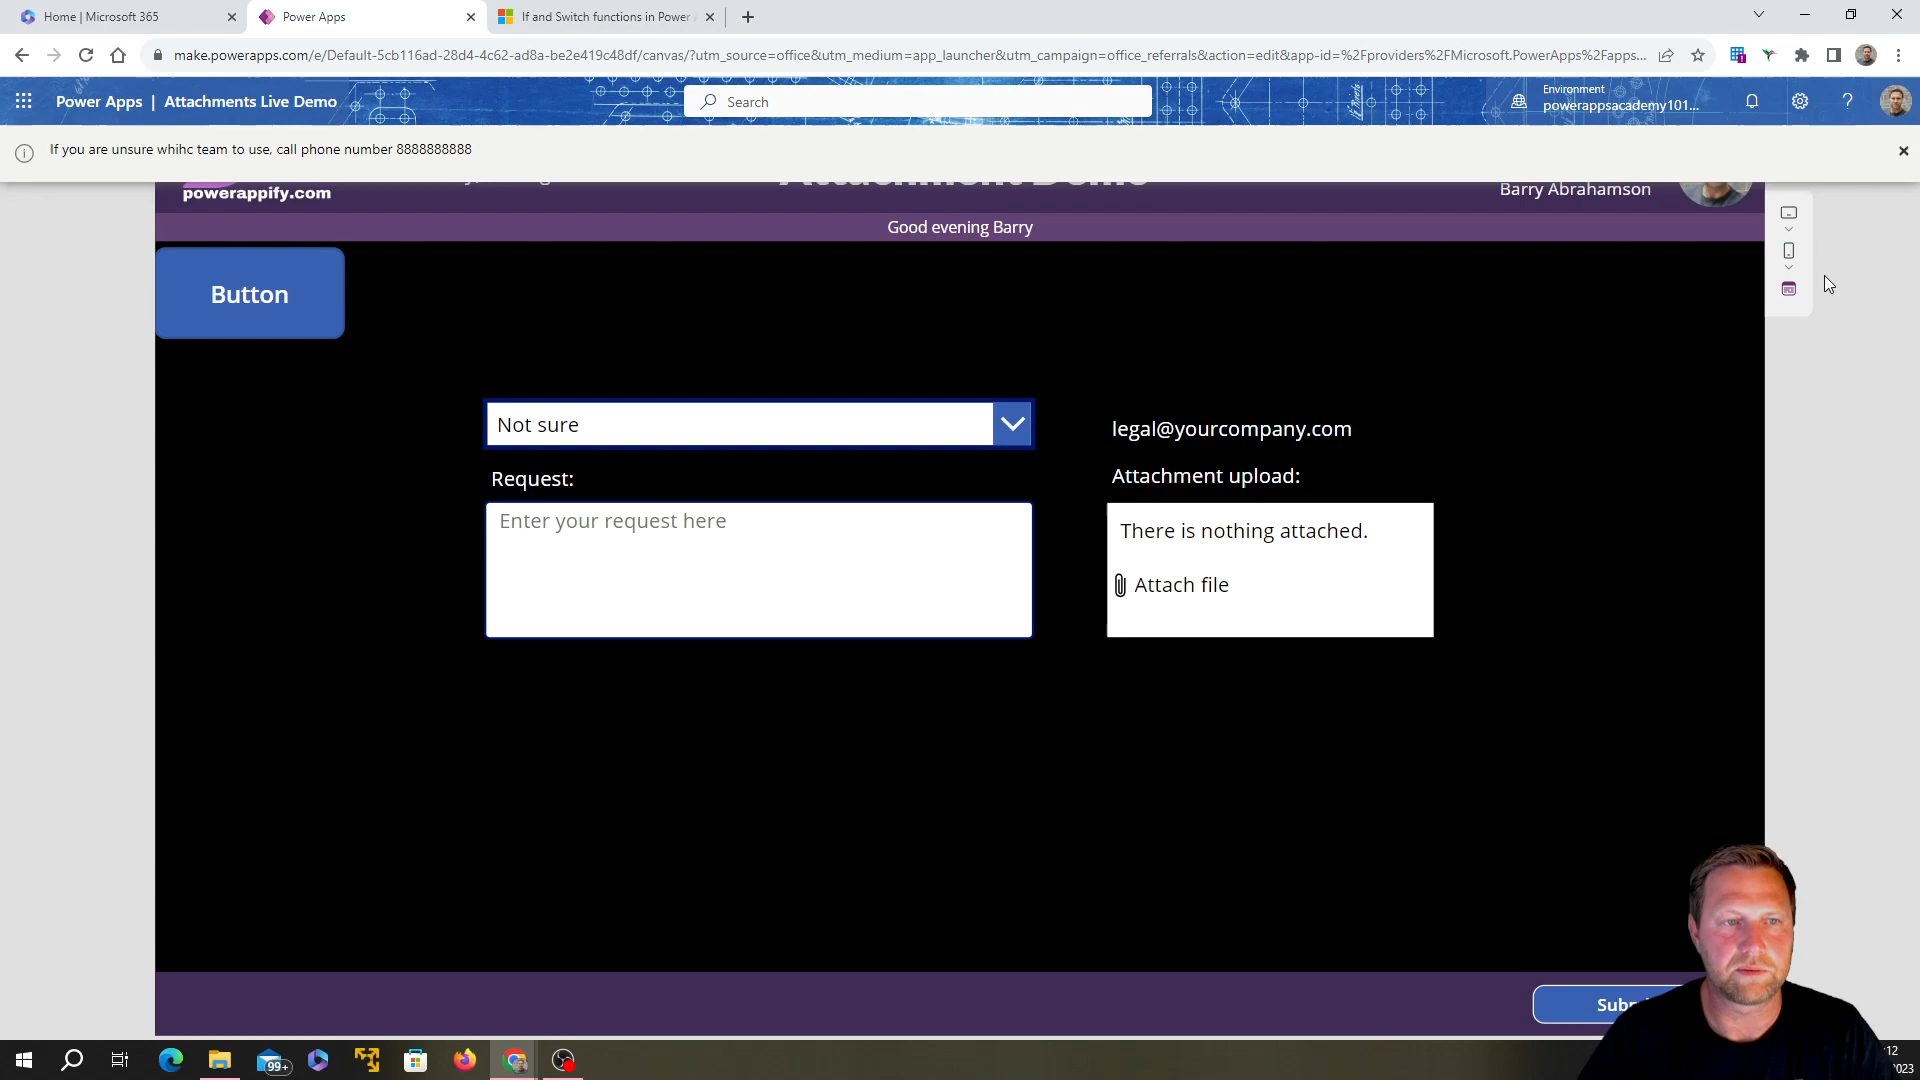 Home | Microsoft 365
Power Apps
If and Switch functions in Power
make.powerapps.com/e/Default-5cb116ad-28d4-4c62-ad8a-be2e419c48df/canvas/?utm_source=office&utm_medium=app_launcher&utm_campaign=office_referrals&action=edit&app-id=%2Fproviders%2FMicrosoft.PowerApps%2Fapps...
Power Apps | Attachments Live Demo
Search
Environment
powerappsacademy101...
If you are unsure whihc team to use, call phone number 8888888888
powerappify.com
Attachment Demo
Barry Abrahamson
Good evening Barry
Button
Not sure
legal@yourcompany.com
Request:
Attachment upload:
Enter your request here
There is nothing attached.
Attach file
99+